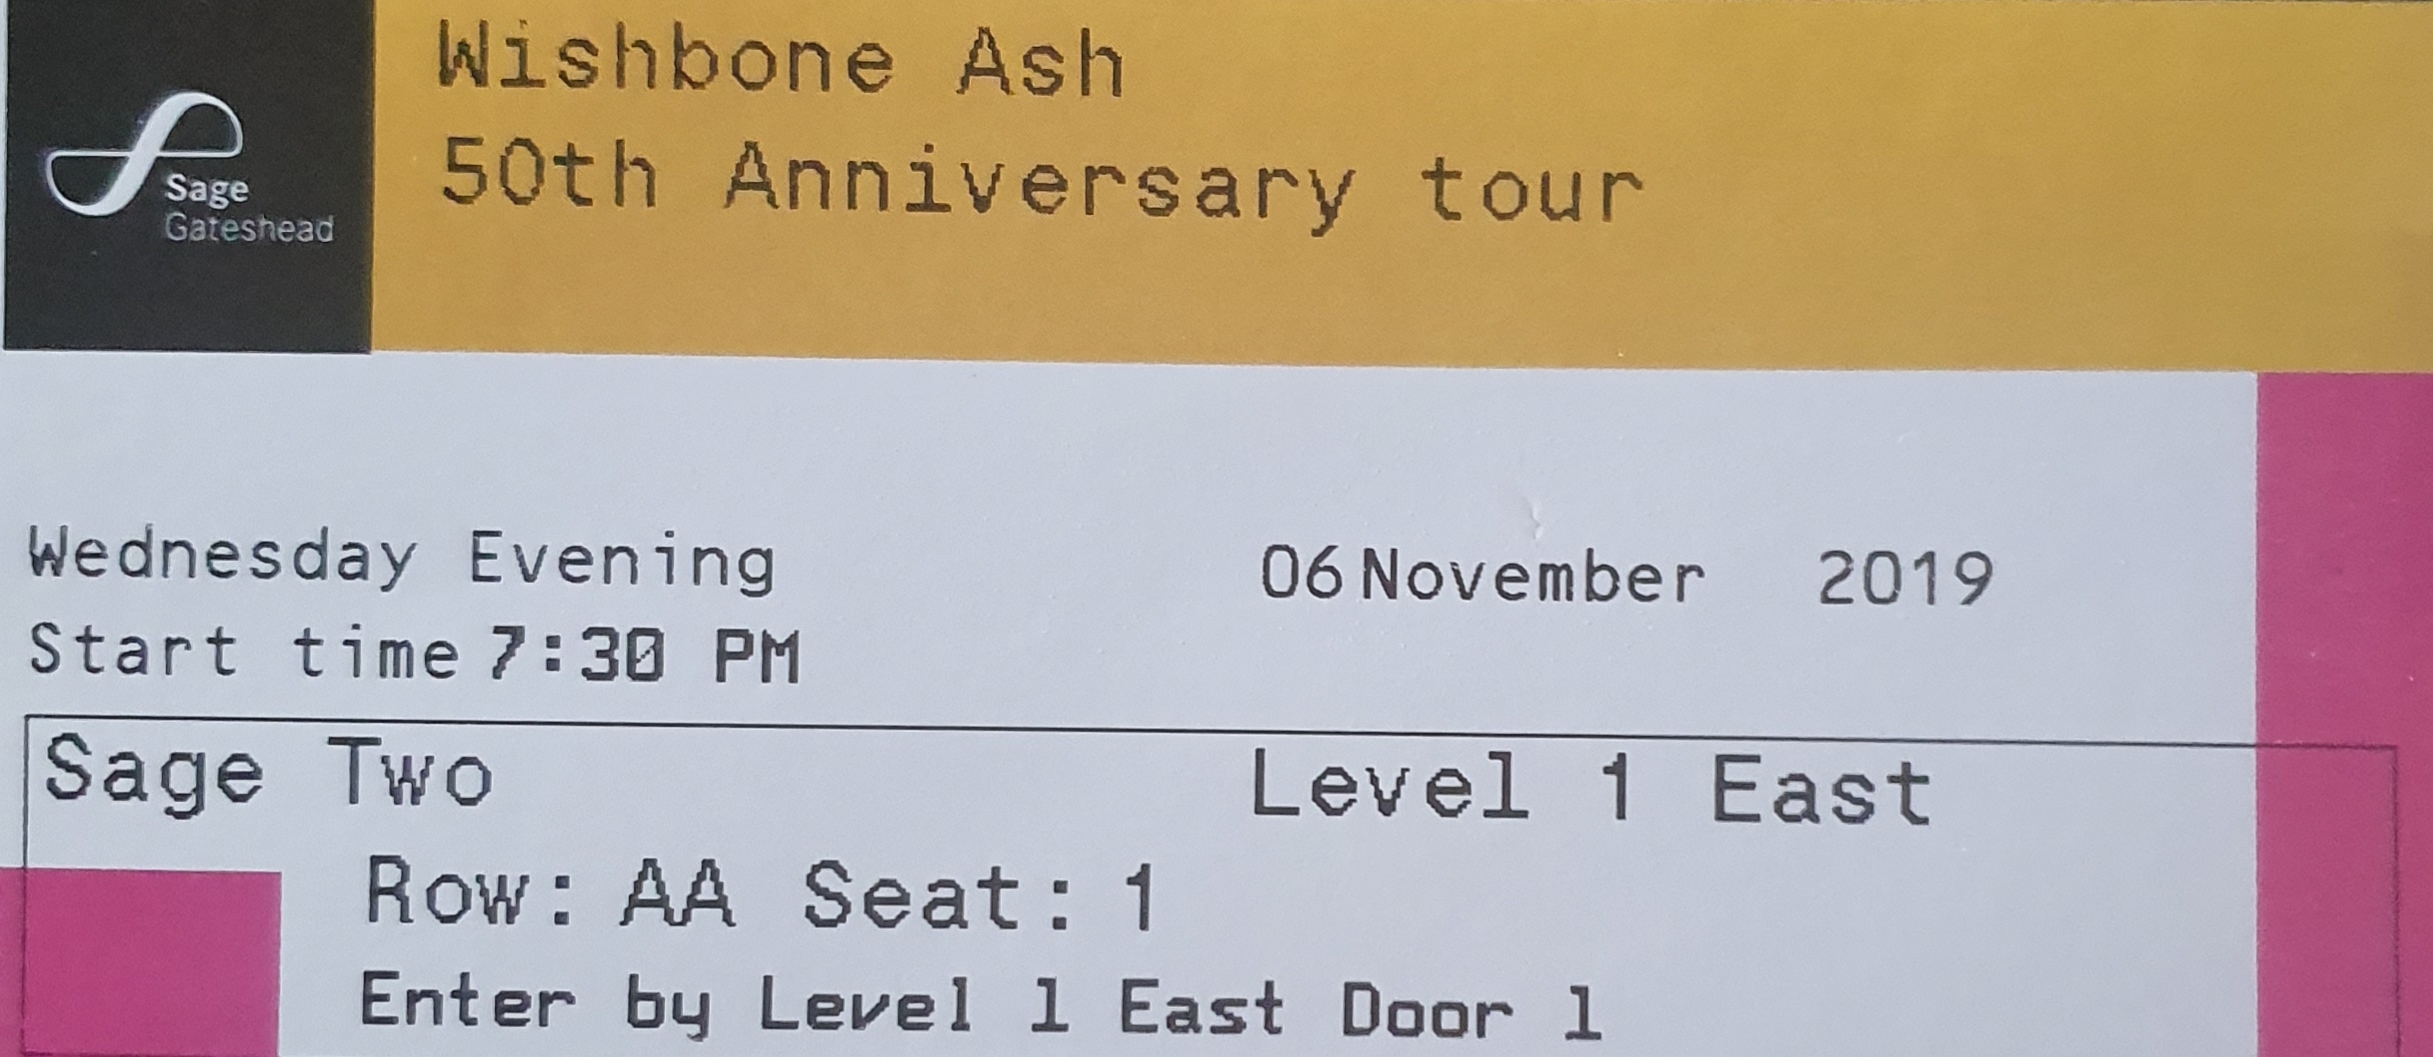 Wishbone Ash
50th Anniversary tour
Sage
Gateshead
Wednesday Evening 06 November 2019
Start time 7:30 PM
Sage Two Level 1 East
Row: AA Seat: 1
Enter by Level 1 East Door 1